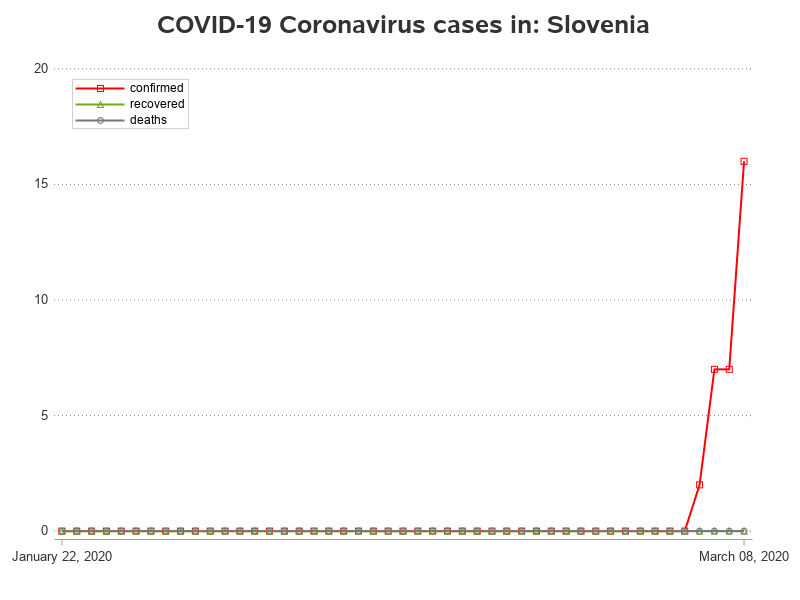 COVID-19 Coronavirus cases in: Slovenia
20
confirmed
recovered
deaths
15
10
5
0
January 22, 2020
March 08, 2020